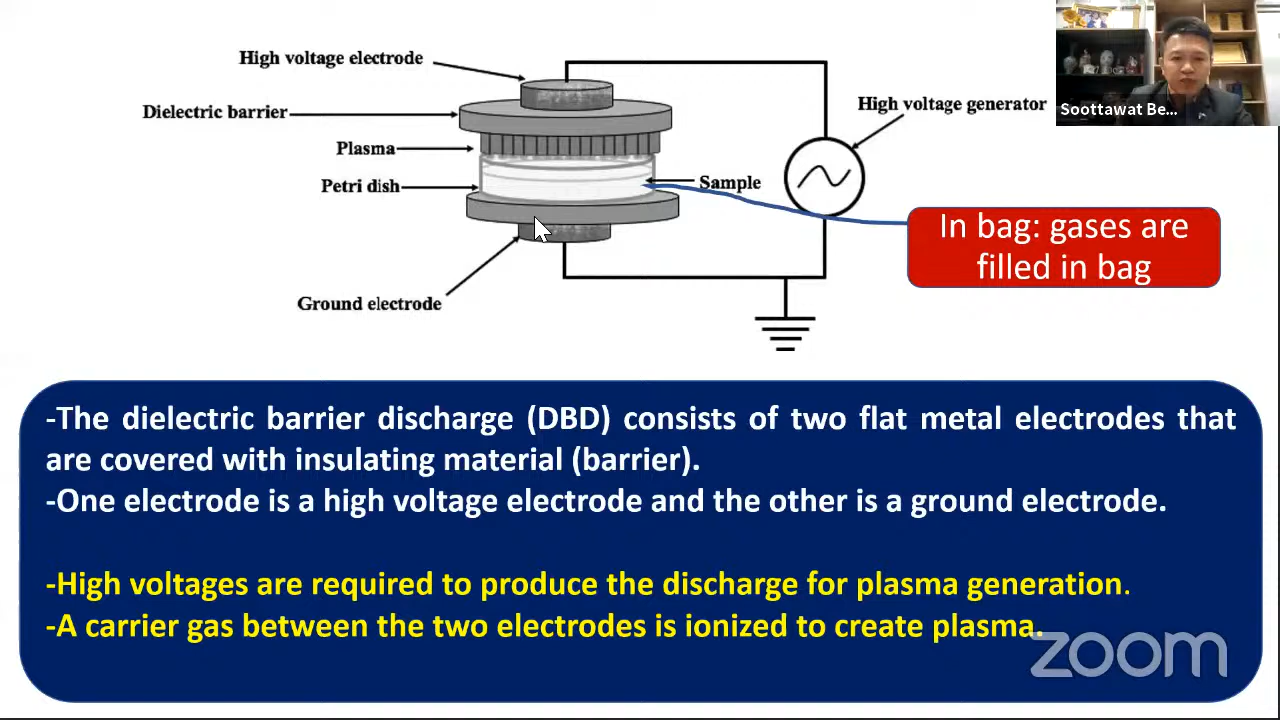 High voltage electrode
Dielectric barrier
Plasma
Petri dish
Sample
High voltage generator
Ground electrode
Soottawat Be...
In bag: gases are
filled in bag
-The dielectric barrier discharge (DBD) consists of two flat metal electrodes that
are covered with insulating material (barrier).
-One electrode is a high voltage electrode and the other is a ground electrode.
-High voltages are required to produce the discharge for plasma generation.
-A carrier gas between the two electrodes is ionized to create plasma.
zoom